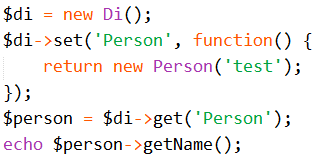 $di = new Di();
$di->set('Person', function() {
    return new Person('test');
});
$person = $di->get('Person');
echo $person->getName();